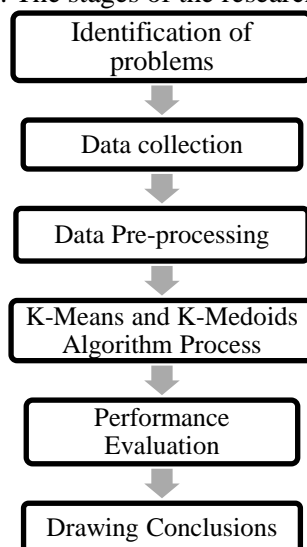 . The stages of the research
Identification of
problems
Data collection
Data Pre-processing
K-Means and K-Medoids
Algorithm Process
Performance
Evaluation
Drawing Conclusions